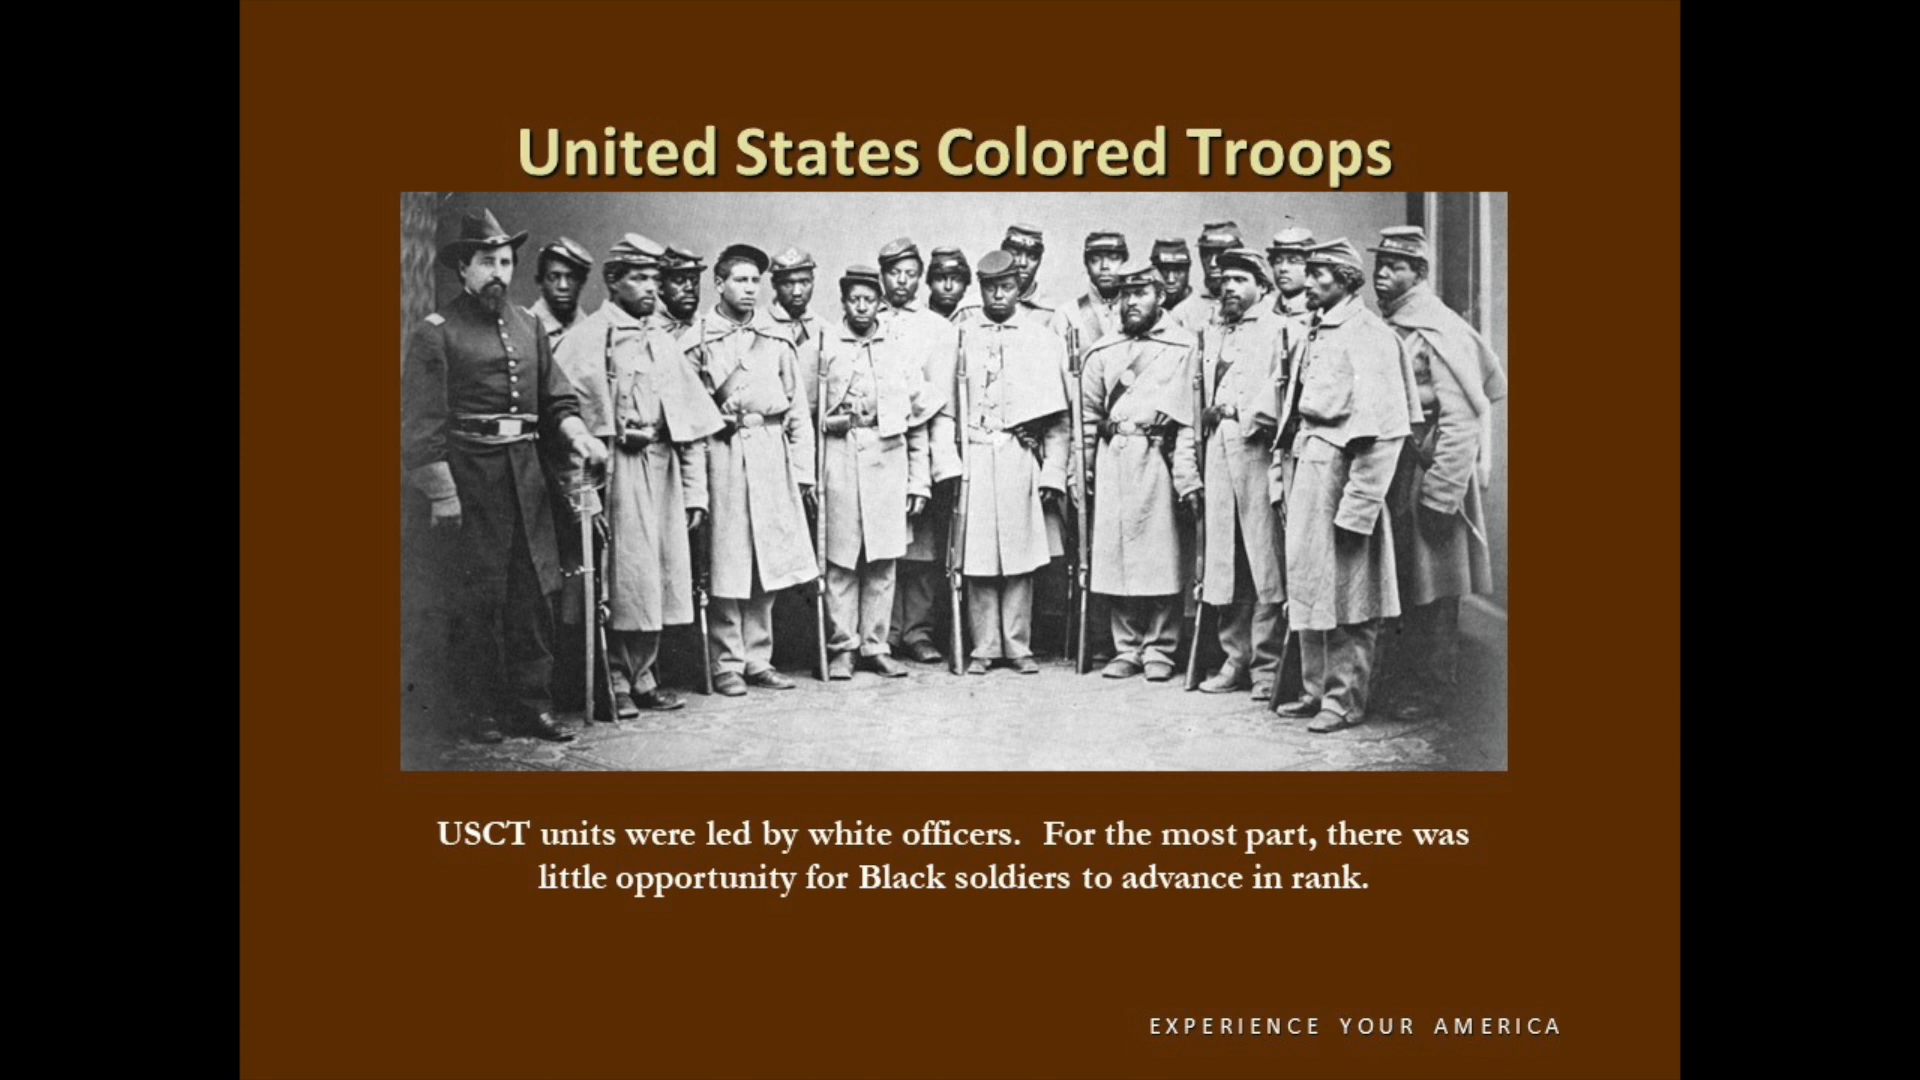 United States Colored Troops
USCT units were led by white officers.  For the most part, there was
little opportunity for Black soldiers to advance in rank.
EXPERIENCE YOUR AMERICA